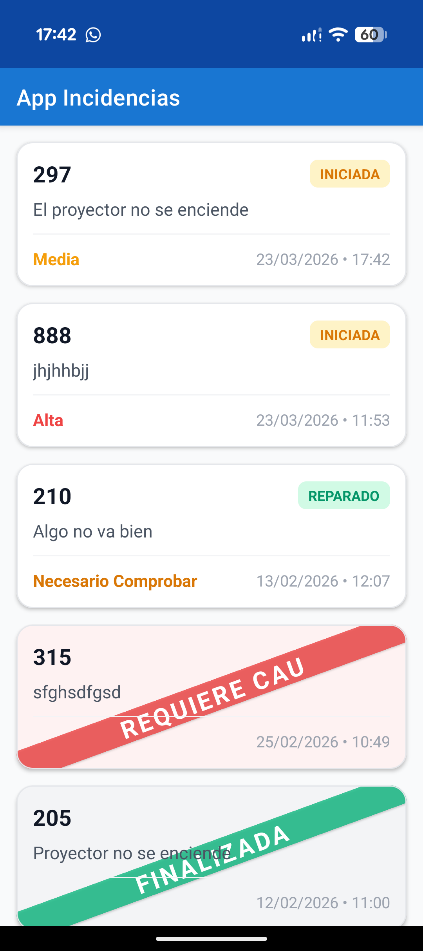 17:42
60
App Incidencias
297
INICIADA
El proyector no se enciende
Media
23/03/2026 • 17:42
888
INICIADA
jhjhhbjj
Alta
23/03/2026 • 11:53
210
REPARADO
Algo no va bien
Necesario Comprobar
13/02/2026 • 12:07
315
sfghsdfgsd
REQUIERE CAU
25/02/2026 • 10:49
205
Proyector no se enciende
FINALIZADA
12/02/2026 • 11:00